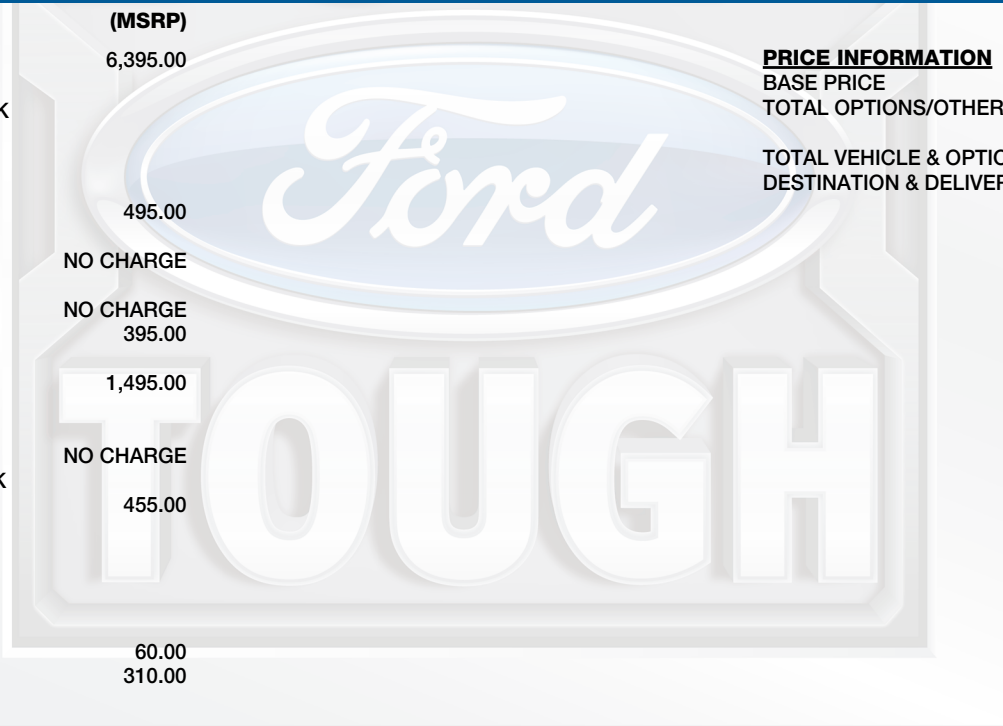 (MSRP)
6,395.00
K
495.00
NO CHARGE
NO CHARGE
395.00
1,495.00
NO CHARGE
K
455.00
60.00
310.00
PRICE INFORMATION
BASE PRICE
TOTAL OPTIONS/OTHER
TOTAL VEHICLE & OPTIO
DESTINATION & DELIVER
Ford
TOUGH